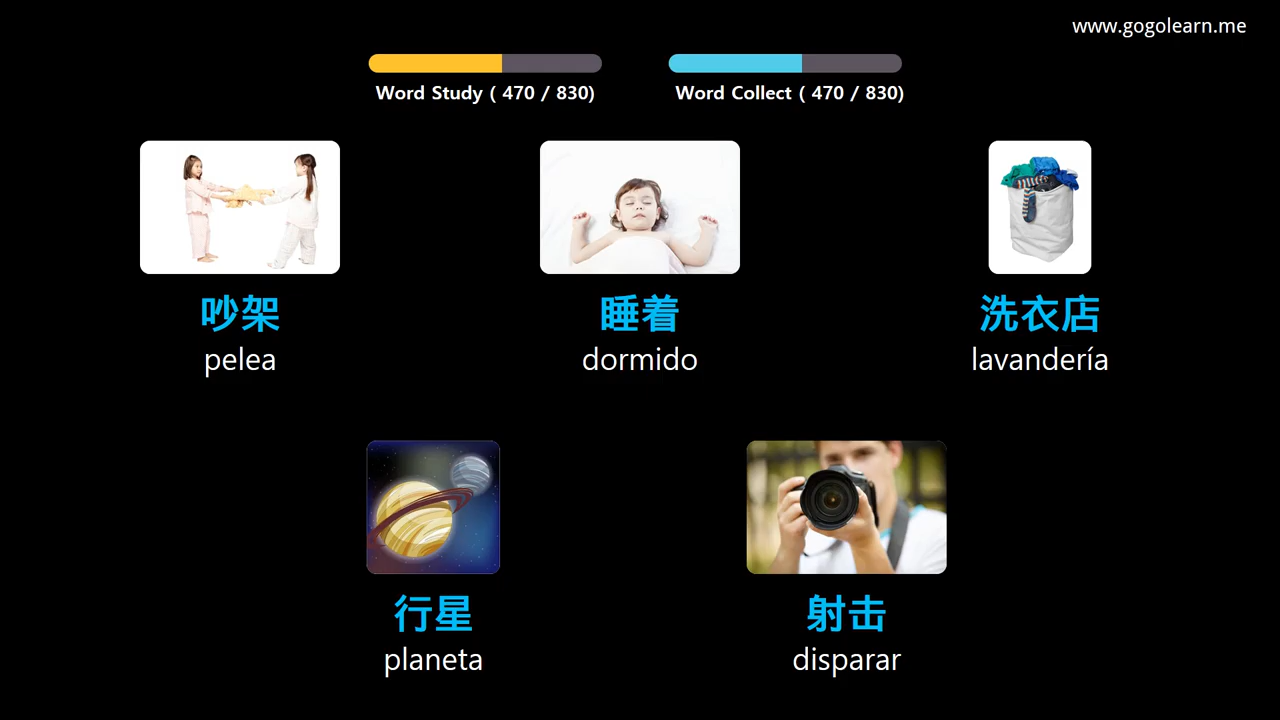 www.gogolearn.me
Word Study ( 470 / 830)
Word Collect ( 470 / 830)
吵架
pelea
睡着
dormido
洗衣店
lavandería
行星
planeta
射击
disparar